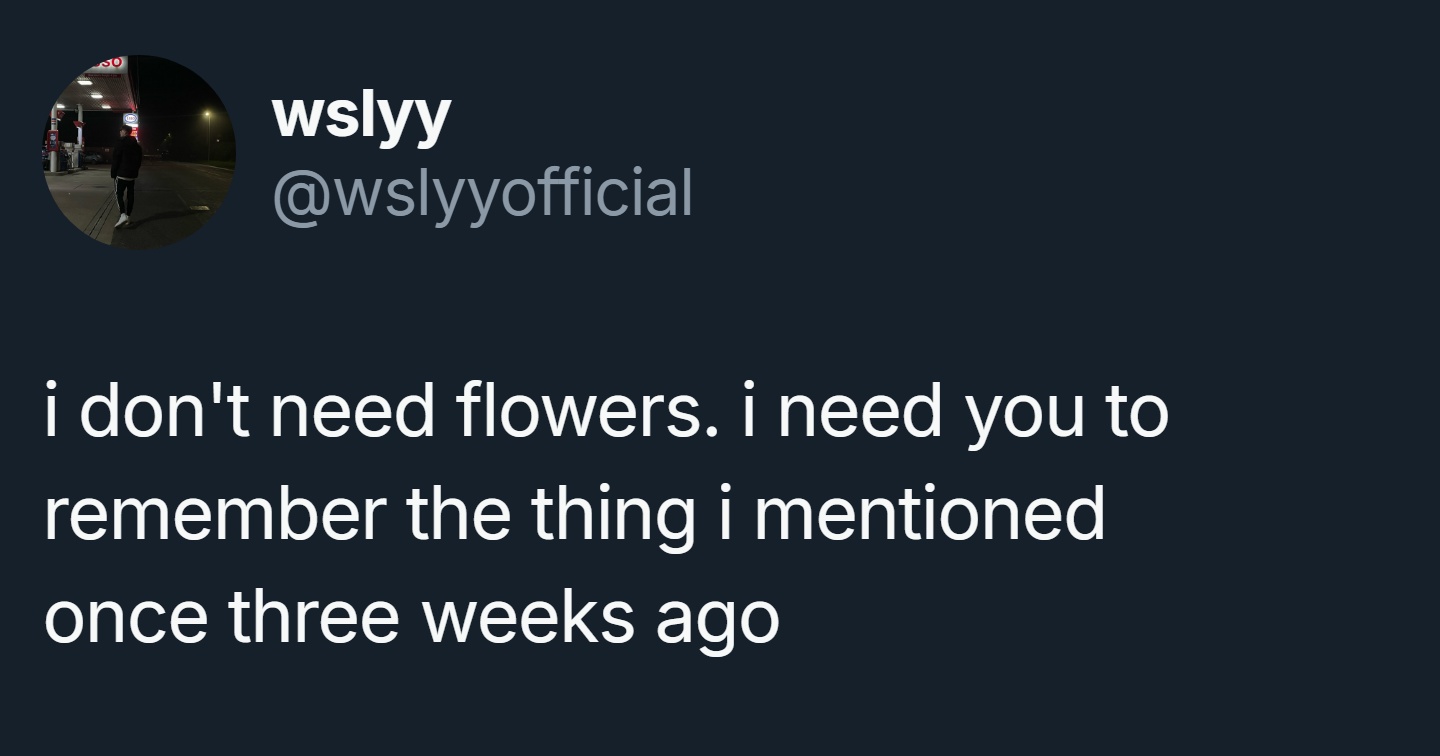 wslyy
@wslyyofficial
i don't need flowers. i need you to
remember the thing i mentioned
once three weeks ago